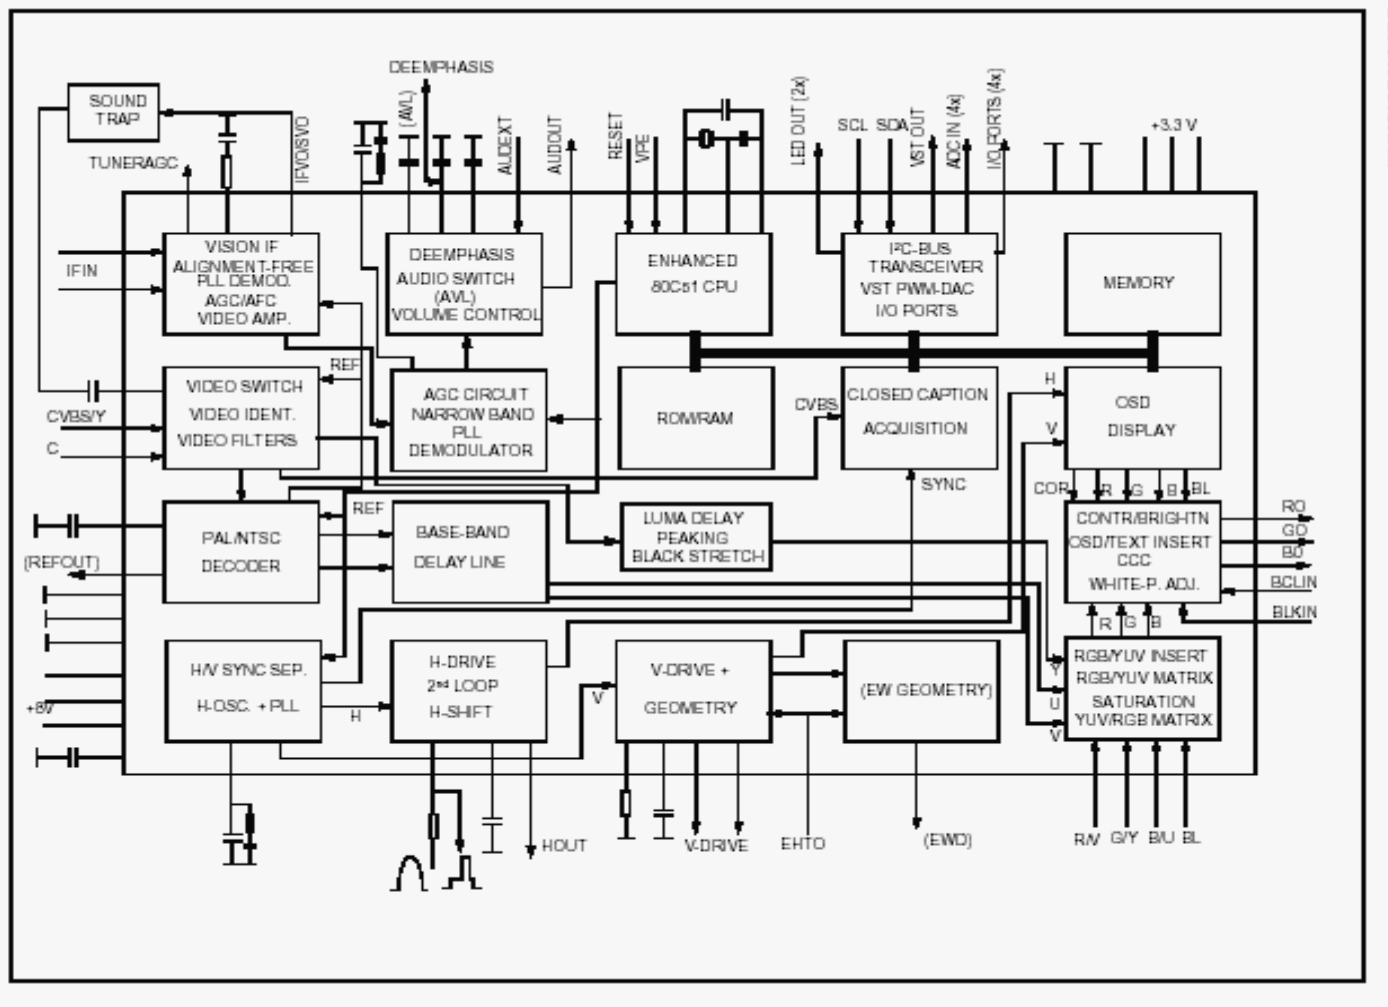 DEEMPHASIS
SOUND
TRAP
TUNERAGC
IFVO/SVO
(AVL)
AUDEXT
AUDOUT
RESET
VPE
LED OUT (2x)
SCL SDA
VST OUT
ADC IN (4x)
I/O PORTS (4x)
+3.3 V
IFIN
VISION IF
ALIGNMENT-FREE
PLL DEMOD.
AGC/AFC
VIDEO AMP.
DEEMPHASIS
AUDIO SWITCH
(AVL)
VOLUME CONTROL
ENHANCED
80C51 CPU
I²C-BUS
TRANSCEIVER
VST PWM-DAC
I/O PORTS
MEMORY
REF
CVBS/Y
C
VIDEO SWITCH
VIDEO IDENT.
VIDEO FILTERS
AGC CIRCUIT
NARROW BAND
PLL
DEMODULATOR
ROM/RAM
CVBS
CLOSED CAPTION
ACQUISITION
SYNC
H
V
OSD
DISPLAY
COR R G B BL
(REFOUT)
PAL/NTSC
DECODER
REF
BASE-BAND
DELAY LINE
LUMA DELAY
PEAKING
BLACK STRETCH
CONTR/BRIGHTN
OSD/TEXT INSERT
CCC
WHITE-P. ADJ.
RO
GO
BO
BCLIN
BLKIN
R G B
+8V
H/V SYNC SEP.
H-OSC. + PLL
H
H-DRIVE
2nd LOOP
H-SHIFT
V
V-DRIVE +
GEOMETRY
(EW GEOMETRY)
Y
U
V
RGB/YUV INSERT
RGB/YUV MATRIX
SATURATION
YUV/RGB MATRIX
HOUT
V-DRIVE
EHTO
(EWD)
R/V G/Y B/U BL